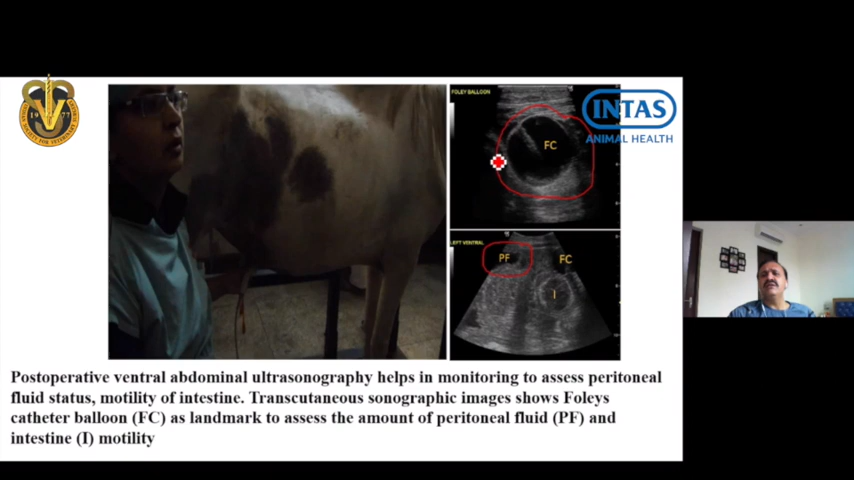 FOLEY BALLOON
FC
INTAS
ANIMAL HEALTH
19 77
LEFT VENTRAL
PF
FC
I
Postoperative ventral abdominal ultrasonography helps in monitoring to assess peritoneal
fluid status, motility of intestine. Transcutaneous sonographic images shows Foleys
catheter balloon (FC) as landmark to assess the amount of peritoneal fluid (PF) and
intestine (I) motility